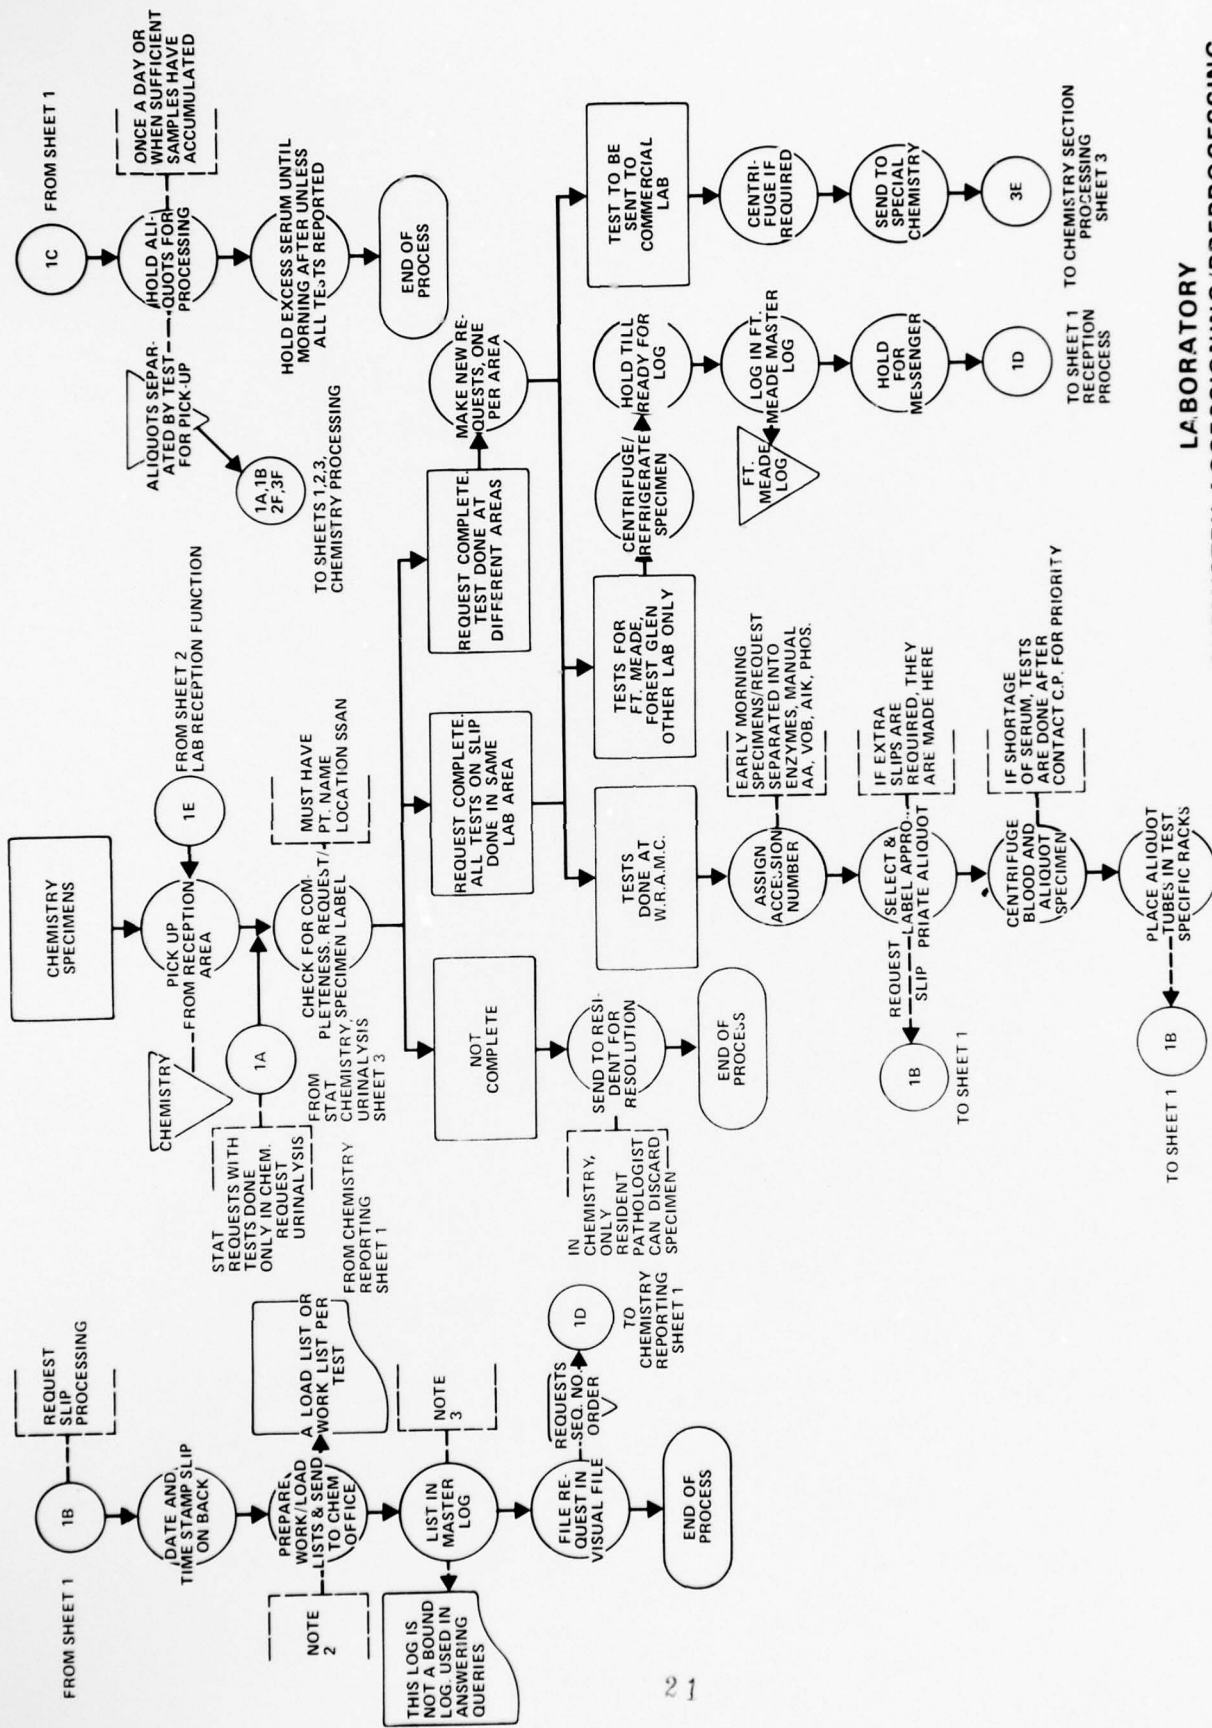 FROM SHEET 1
1B
REQUEST
SLIP
PROCESSING
DATE AND
TIME STAMP SLIP
ON BACK
NOTE
2
PREPARE
WORK/LOAD
LISTS & SEND
TO CHEM
OFFICE
A LOAD LIST OR
WORK LIST PER
TEST
THIS LOG IS
NOT A BOUND
LOG. USED IN
ANSWERING
QUERIES
LIST IN
MASTER
LOG
NOTE
3
FILE RE-
QUEST IN
VISUAL FILE
REQUESTS
SEQ. NO.
ORDER
1D
TO
CHEMISTRY
REPORTING
SHEET 1
END OF
PROCESS
CHEMISTRY
SPECIMENS
CHEMISTRY
FROM RECEPTION
PICK UP
AREA
1E
FROM SHEET 2
LAB RECEPTION FUNCTION
STAT
REQUESTS WITH
TESTS DONE
ONLY IN CHEM.
REQUEST
URINALYSIS
1A
FROM
STAT
CHEMISTRY,
URINALYSIS
SHEET 3
FROM CHEMISTRY
REPORTING
SHEET 1
CHECK FOR COM-
PLETENESS. REQUEST/
SPECIMEN LABEL
MUST HAVE
PT. NAME
LOCATION SSAN
NOT
COMPLETE
REQUEST COMPLETE.
ALL TESTS ON SLIP
DONE IN SAME
LAB AREA
REQUEST COMPLETE.
TEST DONE AT
DIFFERENT AREAS
MAKE NEW RE-
QUESTS, ONE
PER AREA
IN
CHEMISTRY,
ONLY
RESIDENT
PATHOLOGIST
CAN DISCARD
SPECIMEN
SEND TO RESI-
DENT FOR
RESOLUTION
END OF
PROCESS
TESTS
DONE AT
W.R.A.M.C.
TESTS FOR
FT. MEADE,
FOREST GLEN
OTHER LAB ONLY
CENTRIFUGE/
REFRIGERATE
SPECIMEN
HOLD TILL
READY FOR
LOG
TEST TO BE
SENT TO
COMMERCIAL
LAB
ASSIGN
ACCESSION
NUMBER
EARLY MORNING
SPECIMENS/REQUEST
SEPARATED INTO
ENZYMES, MANUAL
AA, VOB, AIK, PHOS.
FT.
MEADE
LOG
LOG IN FT.
MEADE MASTER
LOG
CENTRI-
FUGE IF
REQUIRED
1B
TO SHEET 1
REQUEST
SLIP
SELECT &
LABEL APPRO-
PRIATE ALIQUOT
IF EXTRA
SLIPS ARE
REQUIRED, THEY
ARE MADE HERE
HOLD
FOR
MESSENGER
SEND TO
SPECIAL
CHEMISTRY
CENTRIFUGE
BLOOD AND
ALIQUOT
SPECIMEN
IF SHORTAGE
OF SERUM, TESTS
ARE DONE AFTER
CONTACT C.P. FOR PRIORITY
1D
TO SHEET 1
RECEPTION
PROCESS
3E
TO CHEMISTRY SECTION
PROCESSING
SHEET 3
TO SHEET 1
1B
PLACE ALIQUOT
TUBES IN TEST
SPECIFIC RACKS
1C
FROM SHEET 1
ALIQUOTS SEPAR-
ATED BY TEST
FOR PICK-UP
HOLD ALI-
QUOTS FOR
PROCESSING
ONCE A DAY OR
WHEN SUFFICIENT
SAMPLES HAVE
ACCUMULATED
1A,1B
2F,3F
TO SHEETS 1,2,3,
CHEMISTRY PROCESSING
HOLD EXCESS SERUM UNTIL
MORNING AFTER UNLESS
ALL TESTS REPORTED
END OF
PROCESS
LABORATORY
21